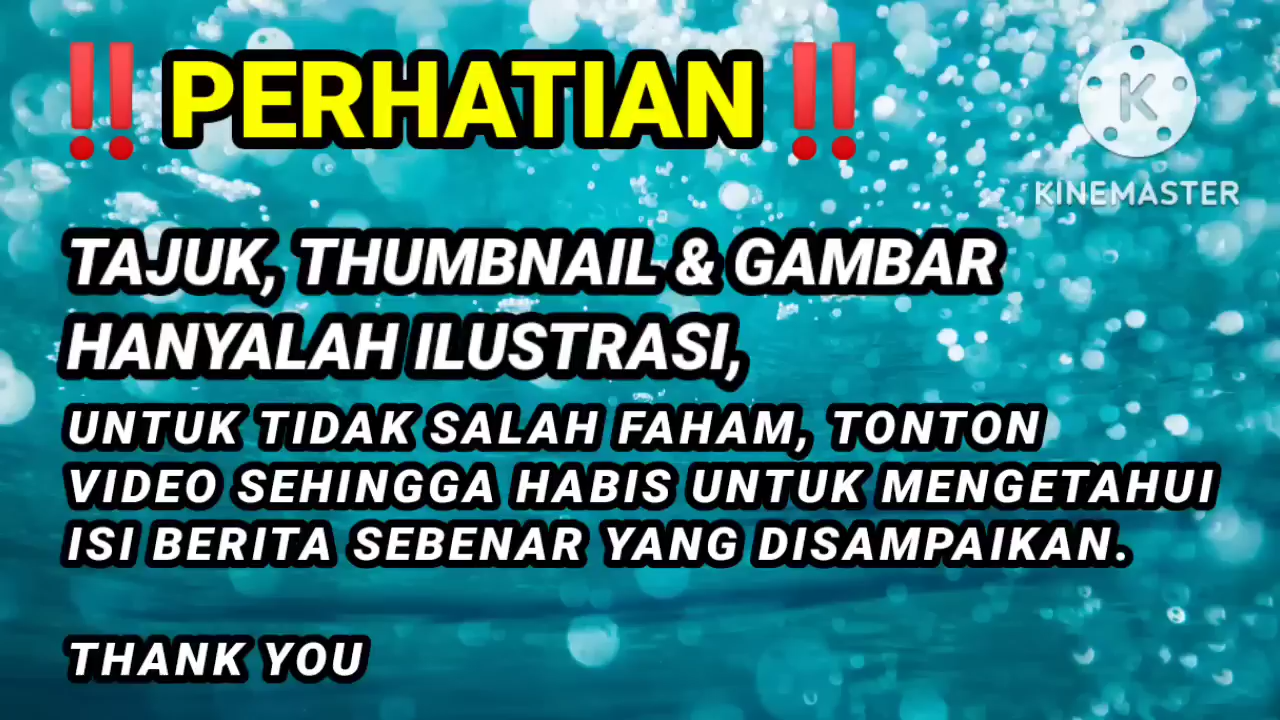 ‼️PERHATIAN‼️
K
KINEMASTER
TAJUK, THUMBNAIL & GAMBAR
HANYALAH ILUSTRASI,
UNTUK TIDAK SALAH FAHAM, TONTON
VIDEO SEHINGGA HABIS UNTUK MENGETAHUI
ISI BERITA SEBENAR YANG DISAMPAIKAN.
THANK YOU